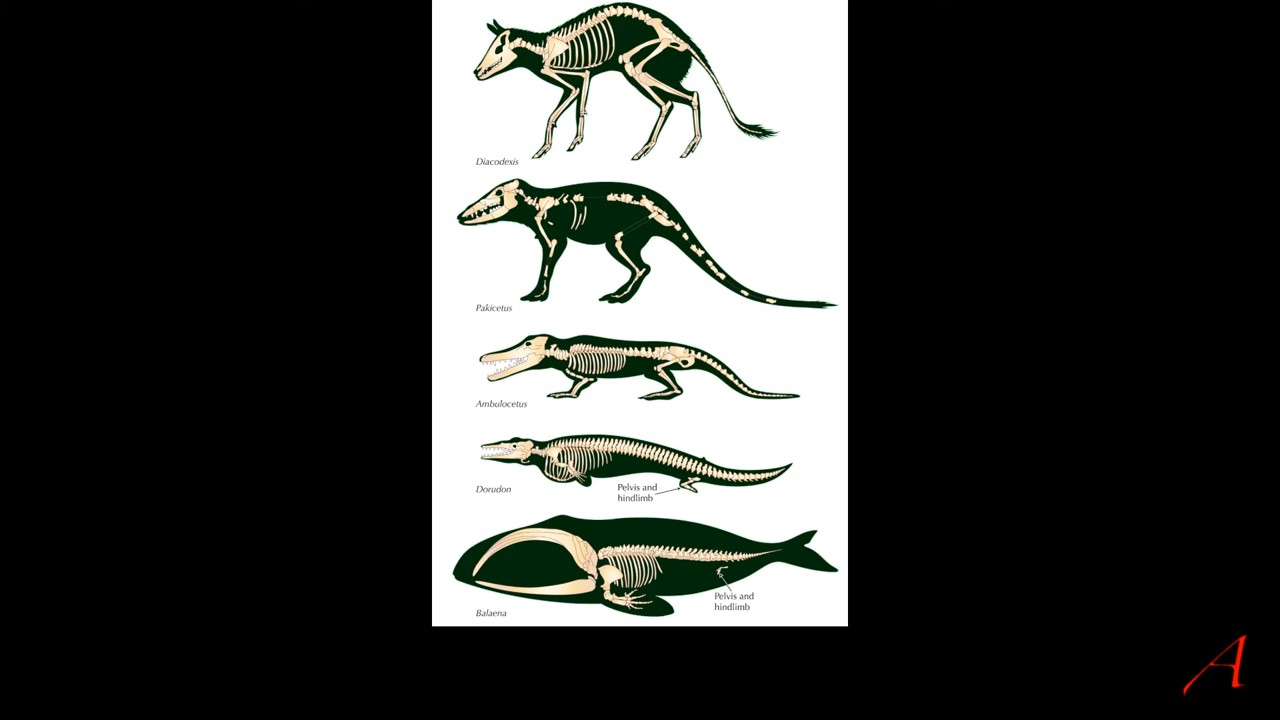 Diacodexis
Pakicetus
Ambulocetus
Dorudon
Pelvis and
hindlimb
Pelvis and
hindlimb
Balaena
A